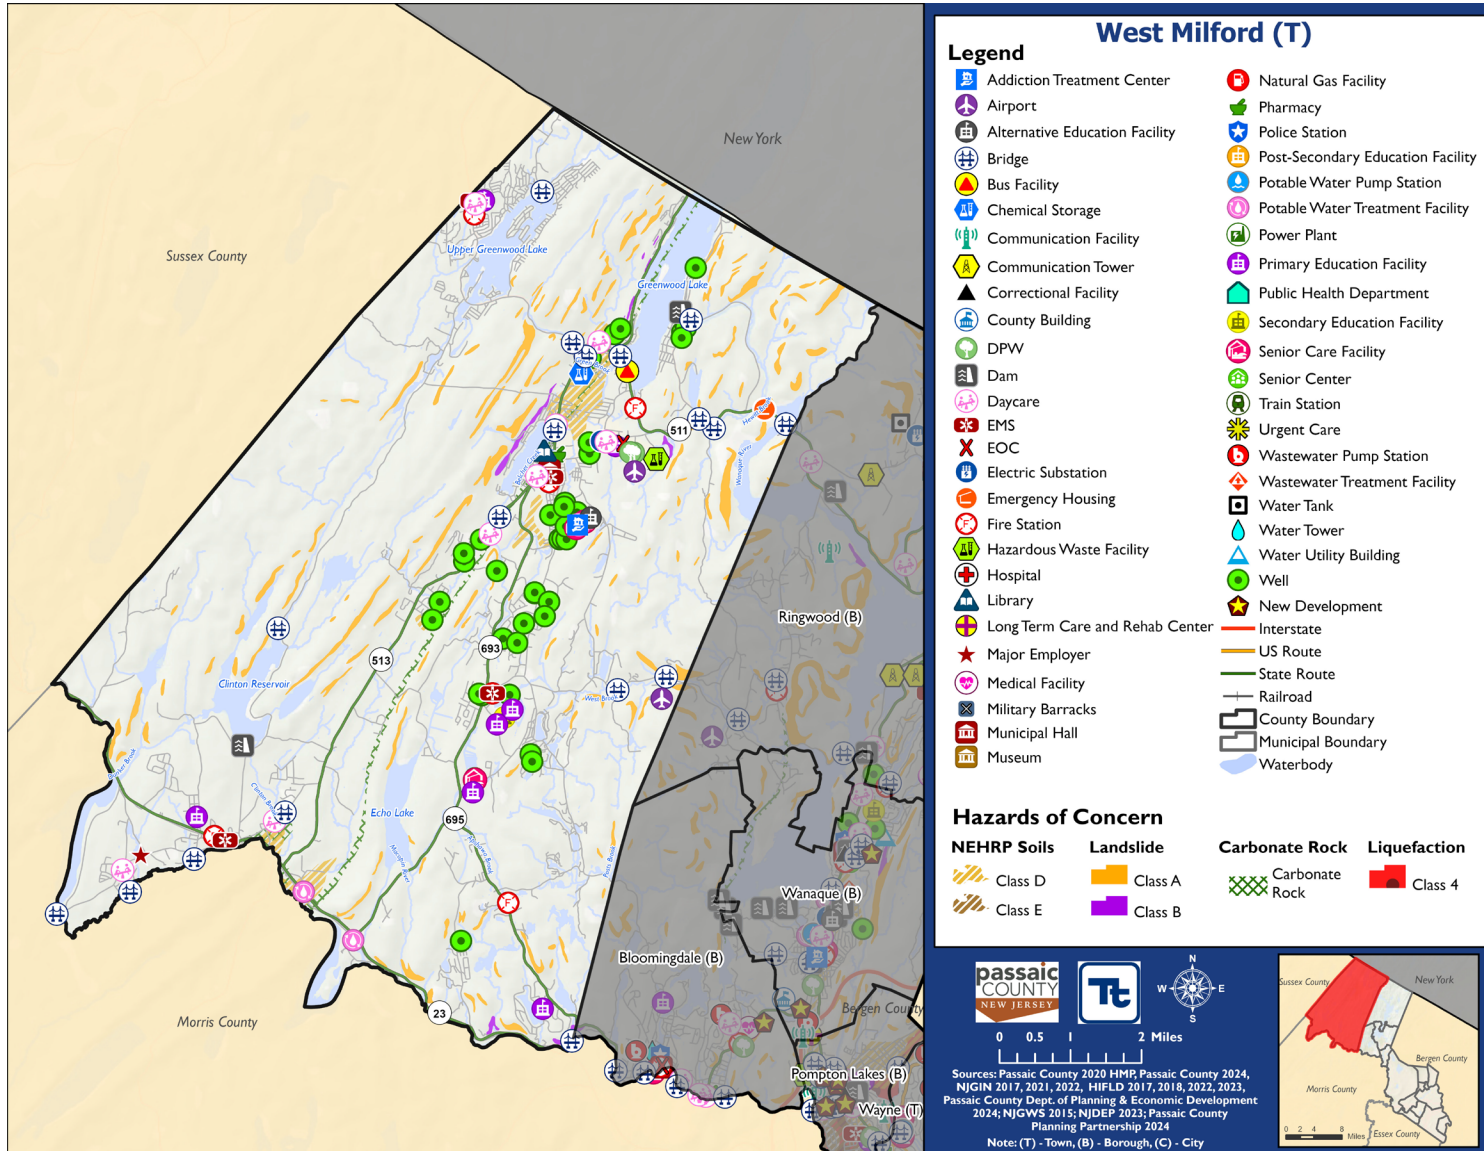 West Milford (T)
Legend
Addiction Treatment Center
Airport
Alternative Education Facility
Bridge
Bus Facility
Chemical Storage
Communication Facility
Communication Tower
Correctional Facility
County Building
DPW
Dam
Daycare
EMS
EOC
Electric Substation
Emergency Housing
Fire Station
Hazardous Waste Facility
Hospital
Library
Long Term Care and Rehab Center
Major Employer
Medical Facility
Military Barracks
Municipal Hall
Museum
Natural Gas Facility
Pharmacy
Police Station
Post-Secondary Education Facility
Potable Water Pump Station
Potable Water Treatment Facility
Power Plant
Primary Education Facility
Public Health Department
Secondary Education Facility
Senior Care Facility
Senior Center
Train Station
Urgent Care
Wastewater Pump Station
Wastewater Treatment Facility
Water Tank
Water Tower
Water Utility Building
Well
New Development
Interstate
US Route
State Route
Railroad
County Boundary
Municipal Boundary
Waterbody
Hazards of Concern
NEHRP Soils
Class D
Class E
Landslide
Class A
Class B
Carbonate Rock
Carbonate
Rock
Liquefaction
Class 4
passaic
COUNTY
NEW JERSEY
Tt
N
W E
S
0 0.5 1 2 Miles
Sources: Passaic County 2020 HMP, Passaic County 2024,
NJGIN 2017, 2021, 2022, HIFLD 2017, 2018, 2022, 2023,
Passaic County Dept. of Planning & Economic Development
2024; NJGWS 2015; NJDEP 2023; Passaic County
Planning Partnership 2024
Note: (T) - Town, (B) - Borough, (C) - City
Sussex County
New York
Bergen County
Morris County
Essex County
0 2 4 8 Miles
New York
Sussex County
Upper Greenwood Lake
Greenwood Lake
511
Wanaque River
Ringwood (B)
513
693
Clinton Reservoir
West Brook
Clinton Brook
Echo Lake
695
Wanaque (B)
Bloomingdale (B)
Morris County
23
Bergen County
Pompton Lakes (B)
Wayne (T)